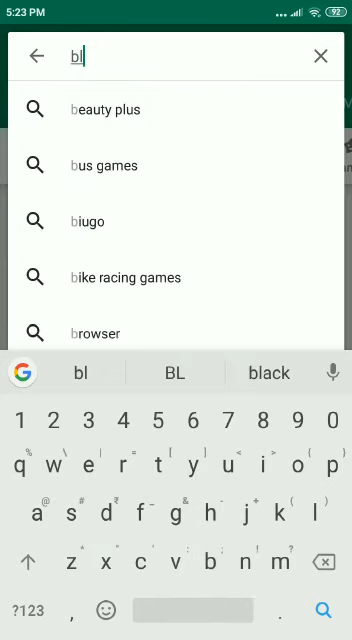 5:23 PM 92
bl
beauty plus
bus games
biugo
bike racing games
browser
bl BL black
1 2 3 4 5 6 7 8 9 0
% \ | = [ ] < > { }
q w e r t y u i o p
@ # ₹ _ & - + ( )
a s d f g h j k l
* " ' : ; ! ?
z x c v b n m
?123 , .